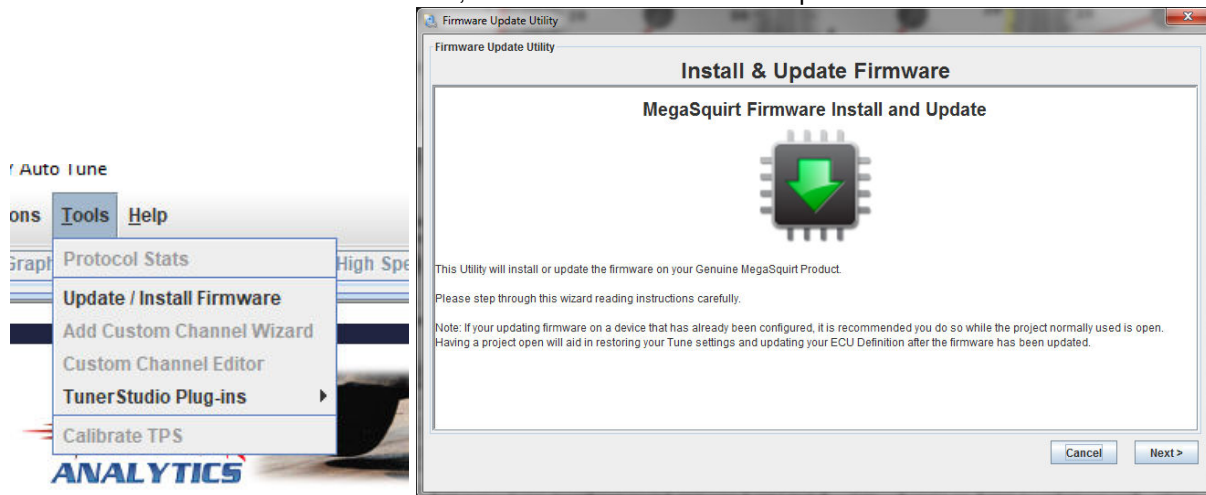 Auto Tune
ons Tools Help
Graph
High Spe
Protocol Stats
Update / Install Firmware
Add Custom Channel Wizard
Custom Channel Editor
TunerStudio Plug-ins
Calibrate TPS
ANALYTICS
Firmware Update Utility
Firmware Update Utility
Install & Update Firmware
MegaSquirt Firmware Install and Update
This Utility will install or update the firmware on your Genuine MegaSquirt Product.
Please step through this wizard reading instructions carefully.
Note: If your updating firmware on a device that has already been configured, it is recommended you do so while the project normally used is open.
Having a project open will aid in restoring your Tune settings and updating your ECU Definition after the firmware has been updated.
Cancel Next >